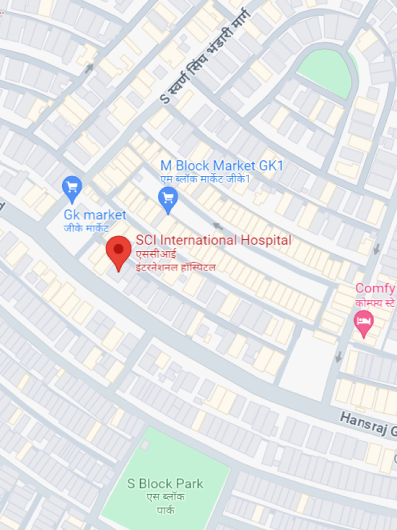 S स्वर्ण सिंघ भंडारी मार्ग
M Block Market GK1
एम ब्लॉक मार्केट जीके1
Gk market
जीके मार्केट
SCI International Hospital
एससीआई
इंटरनेशनल हॉस्पिटल
Comfy
कोम्फ्य स्टे
Hansraj G
S Block Park
एस ब्लॉक
पार्क